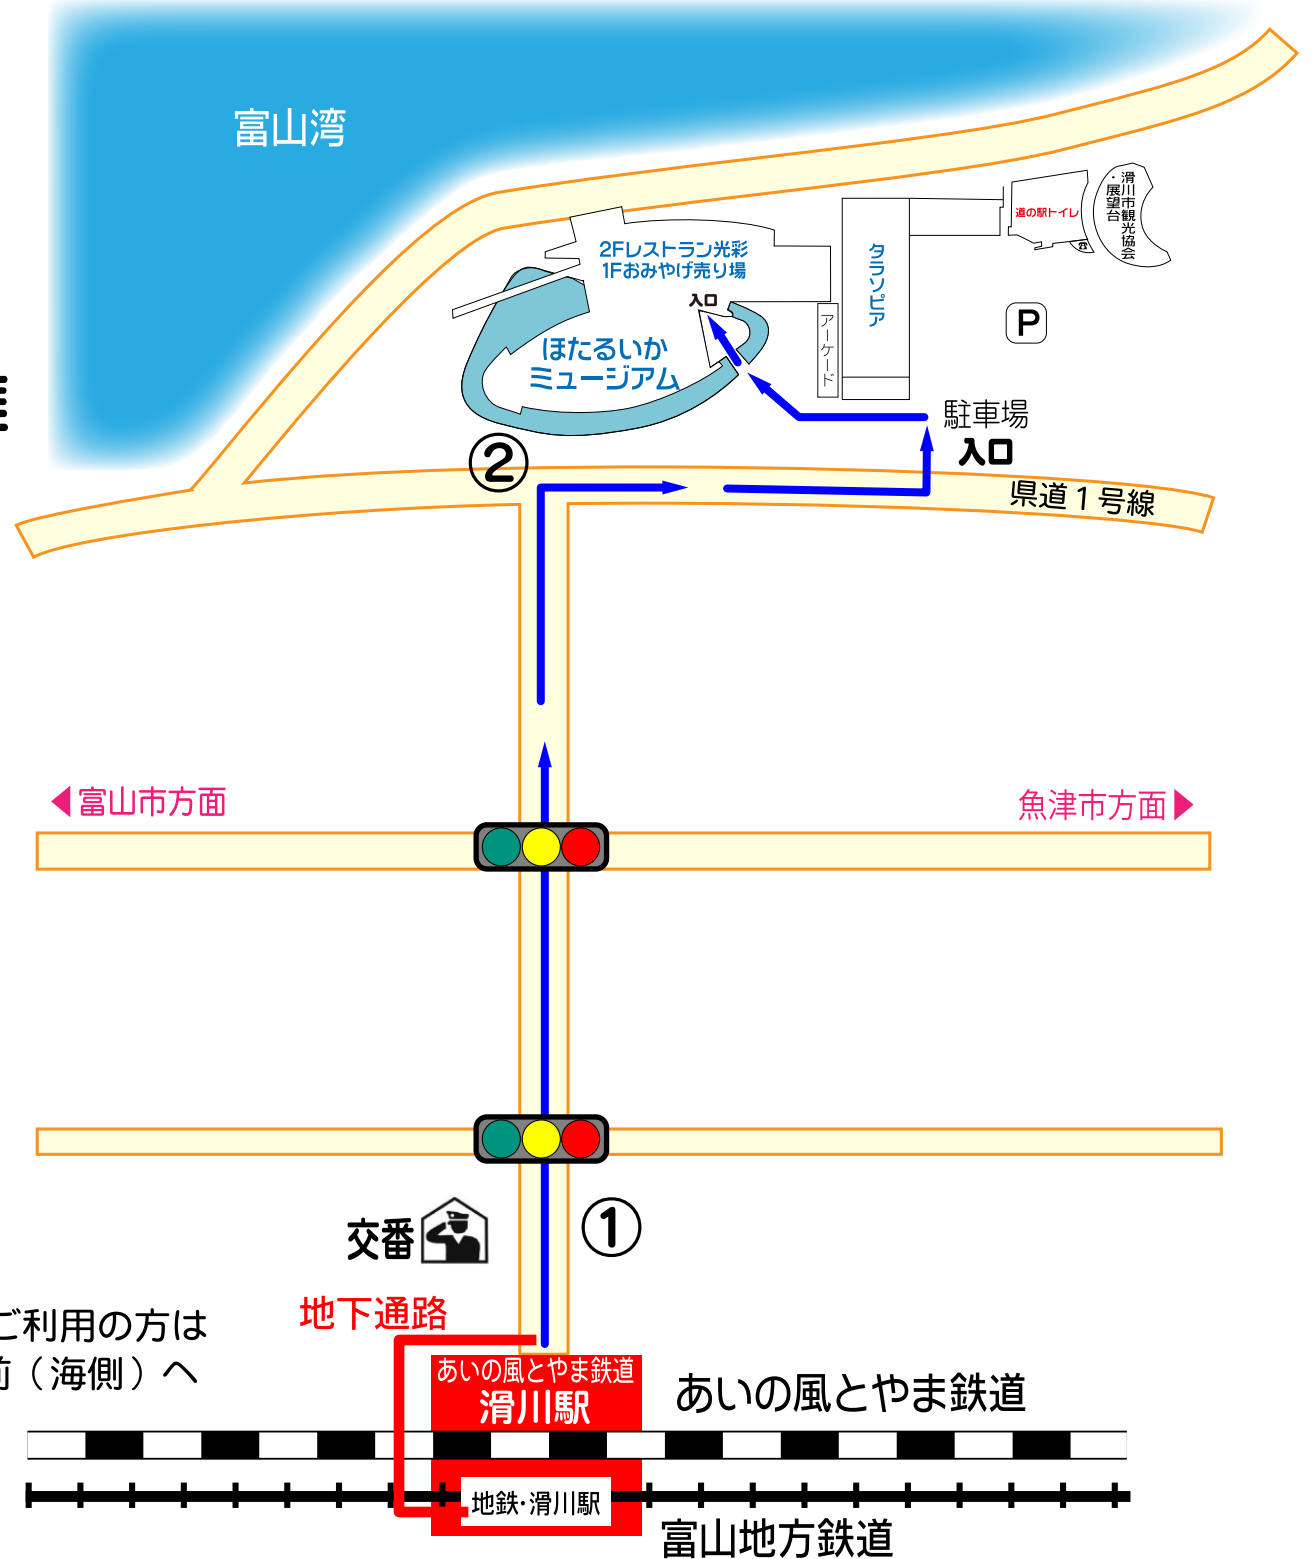 富山湾
滑川市観光協会
・展望台
道の駅トイレ
2Fレストラン光彩
1Fおみやげ売り場
タラソピア
入口
P
アーケード
ほたるいか
ミュージアム
駐車場
入口
②
県道1号線
富山市方面
魚津市方面
交番
①
地下通路
ご利用の方は
前（海側）へ
あいの風とやま鉄道
滑川駅
あいの風とやま鉄道
地鉄・滑川駅
富山地方鉄道